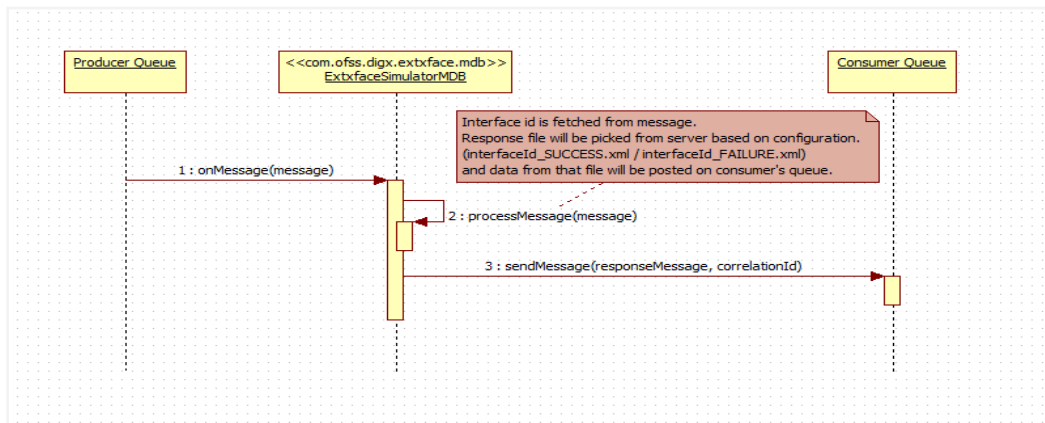 Producer Queue
<<com.ofss.digx.extxface.mdb>>
ExtxfaceSimulatorMDB
Consumer Queue
Interface id is fetched from message.
Response file will be picked from server based on configuration.
(interfaceId_SUCCESS.xml / interfaceId_FAILURE.xml)
and data from that file will be posted on consumer's queue.
1 : onMessage(message)
2 : processMessage(message)
3 : sendMessage(responseMessage, correlationId)